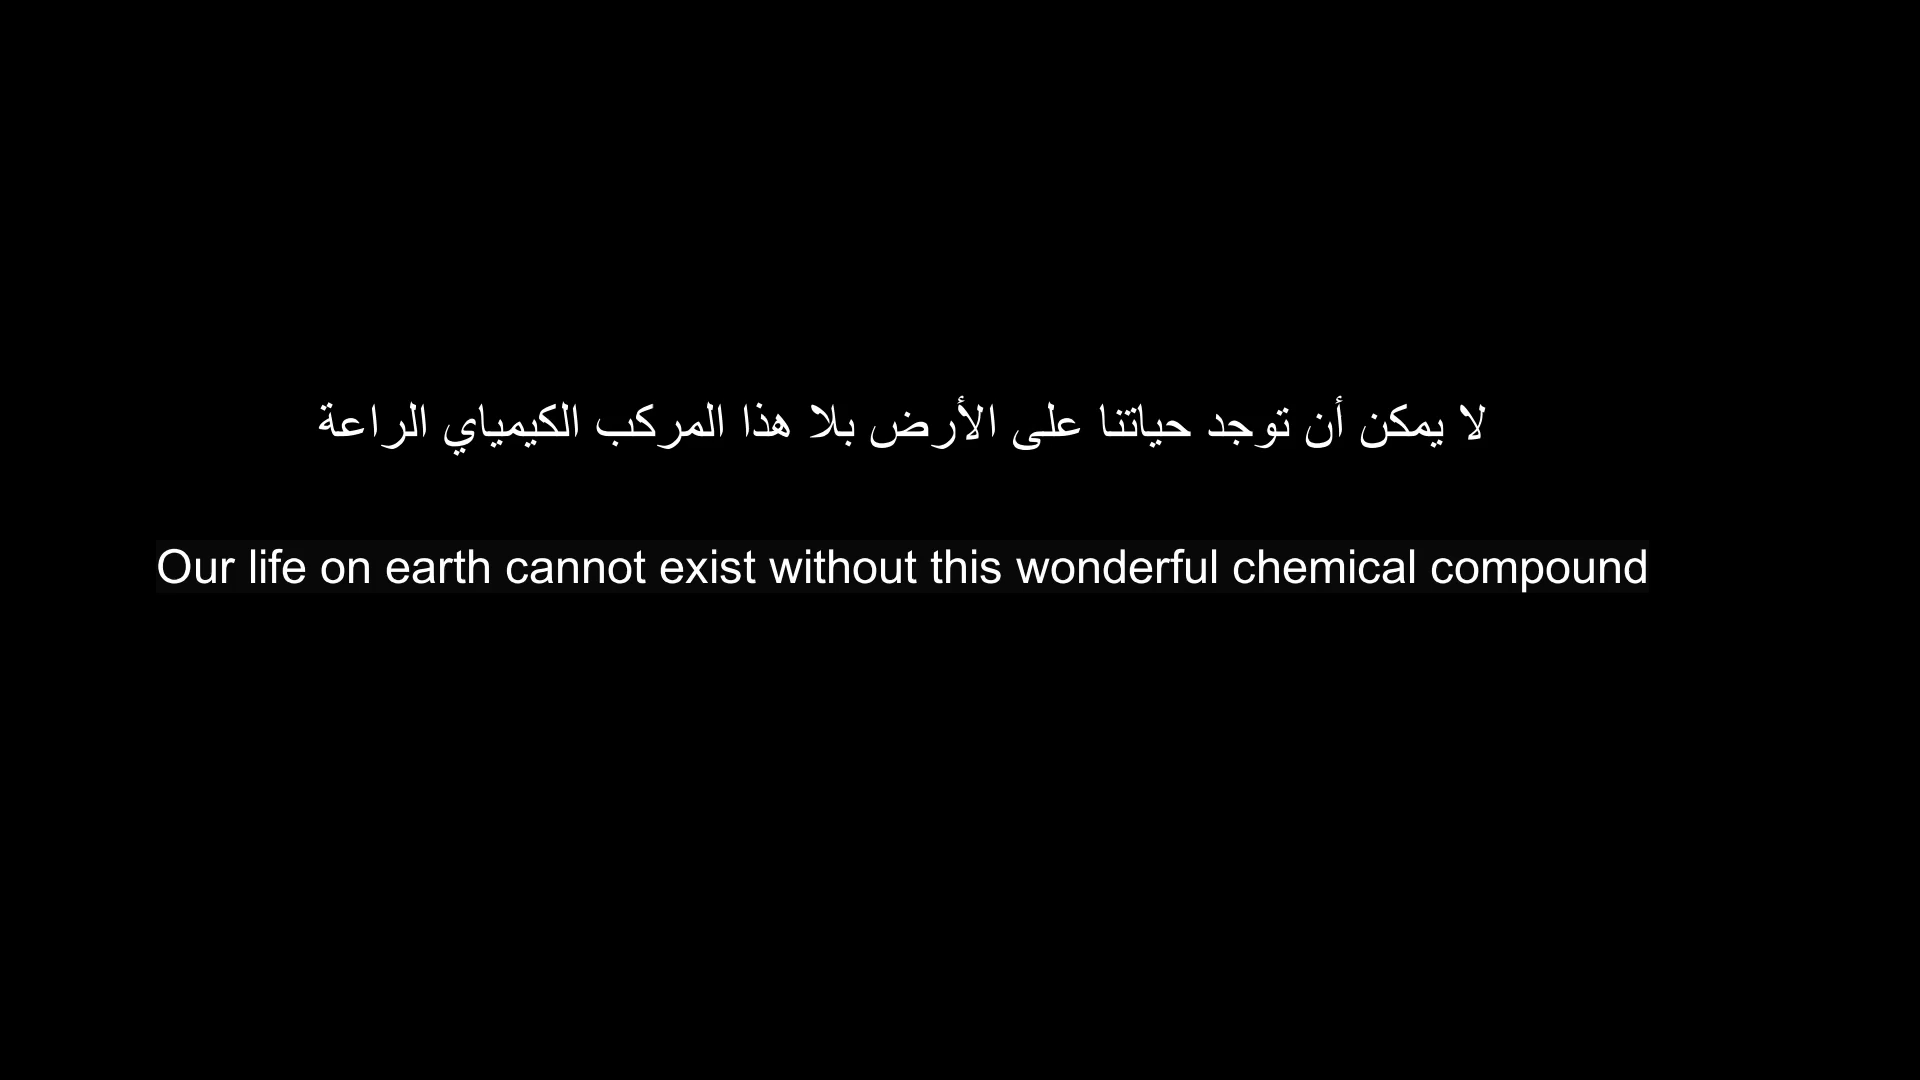 لا يمكن أن توجد حياتنا على الأرض بلا هذا المركب الكيمياي الراعة
Our life on earth cannot exist without this wonderful chemical compound